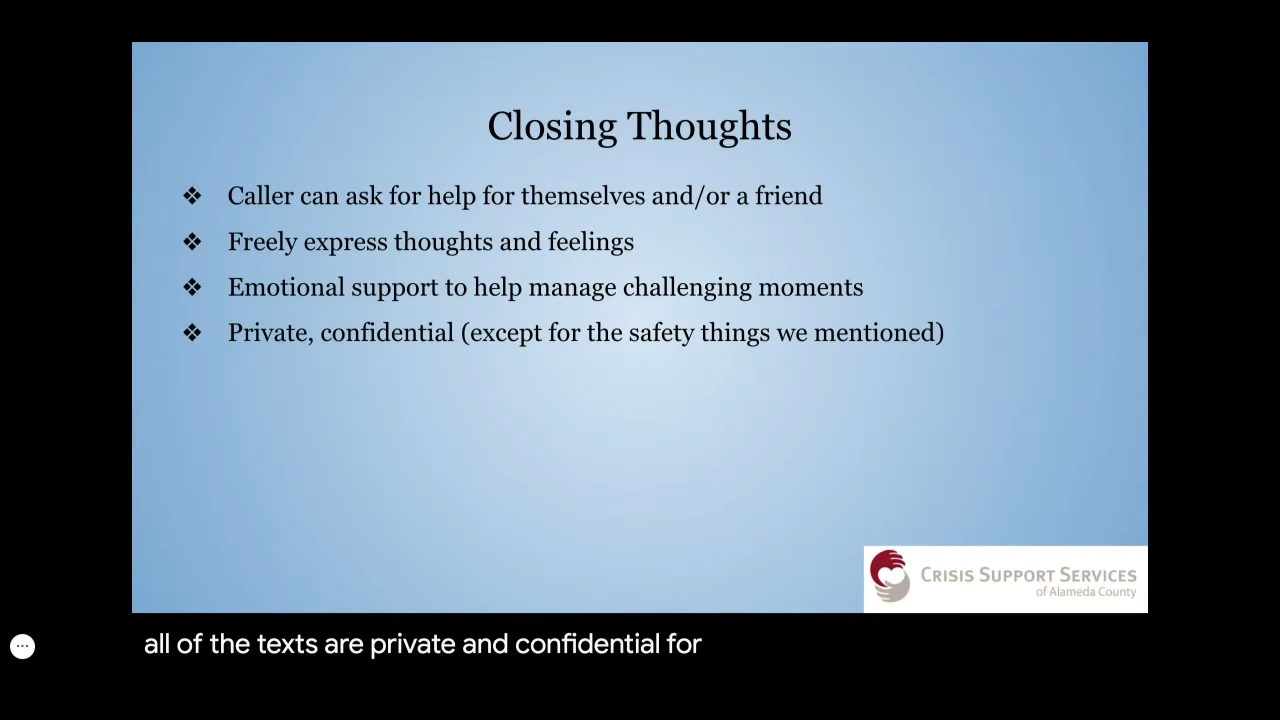 Closing Thoughts
❖ Caller can ask for help for themselves and/or a friend
❖ Freely express thoughts and feelings
❖ Emotional support to help manage challenging moments
❖ Private, confidential (except for the safety things we mentioned)
CRISIS SUPPORT SERVICES
of Alameda County
all of the texts are private and confidential for